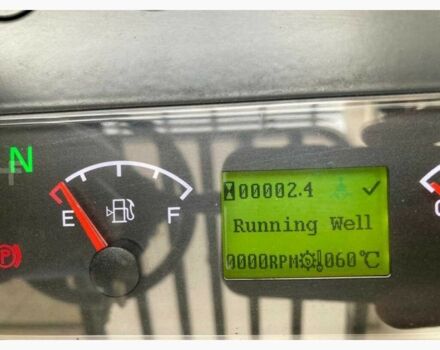 N
E F
P
00002.4
Running Well
0000RPM 060℃